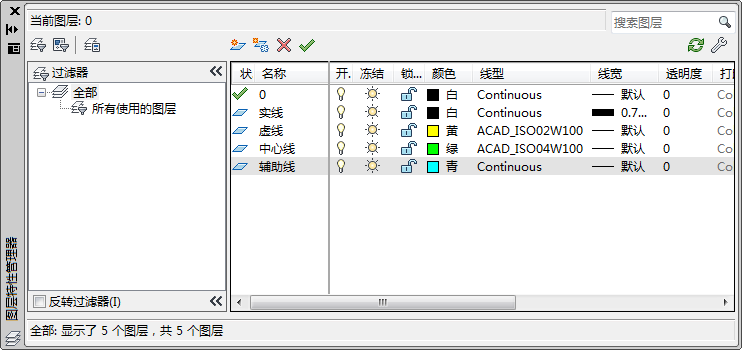 当前图层: 0
搜索图层
过滤器
全部
所有使用的图层
反转过滤器(I)
状 名称 开. 冻结 锁... 颜色 线型 线宽 透明度 打
0 白 Continuous 默认 0 Co
实线 白 Continuous 0.7... 0 Co
虚线 黄 ACAD_ISO02W100 默认 0 Co
中心线 绿 ACAD_ISO04W100 默认 0 Co
辅助线 青 Continuous 默认 0 Co
全部: 显示了 5 个图层，共 5 个图层
图层特性管理器